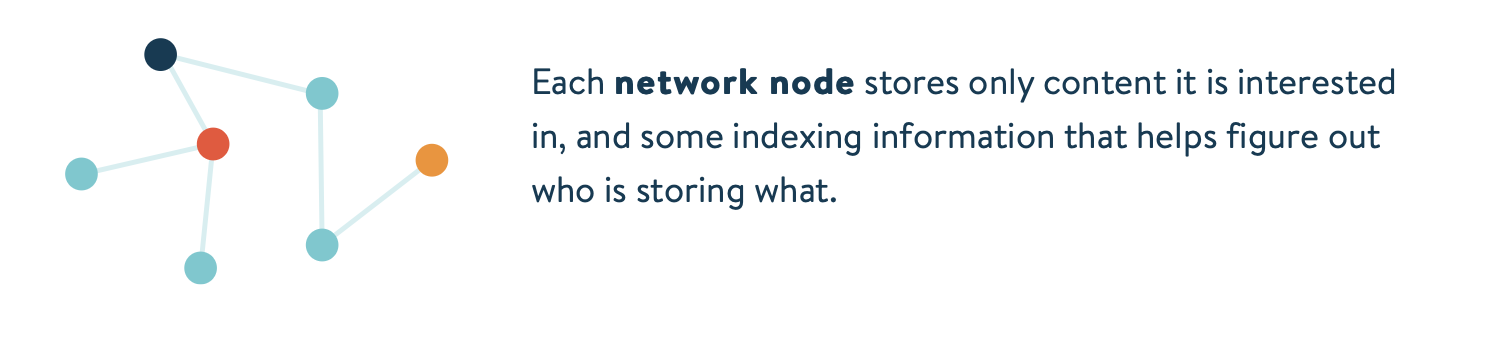 Each network node stores only content it is interested
in, and some indexing information that helps figure out
who is storing what.